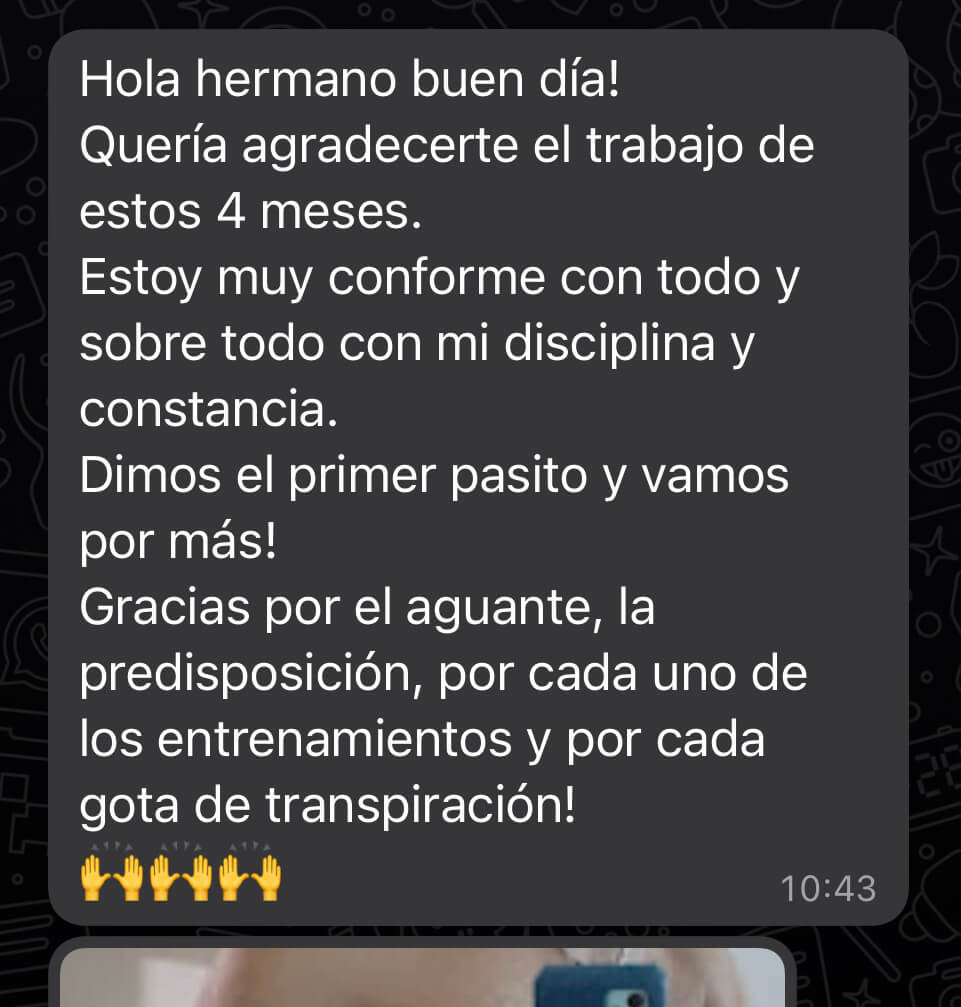 Hola hermano buen día!
Quería agradecerte el trabajo de
estos 4 meses.
Estoy muy conforme con todo y
sobre todo con mi disciplina y
constancia.
Dimos el primer pasito y vamos
por más!
Gracias por el aguante, la
predisposición, por cada uno de
los entrenamientos y por cada
gota de transpiración!
🙌🙌🙌
10:43